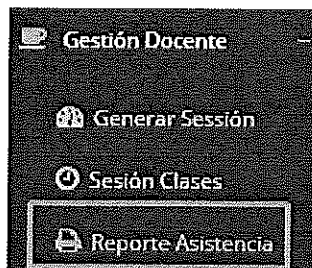 Gestión Docente
Generar Sessión
Sesión Clases
Reporte Asistencia